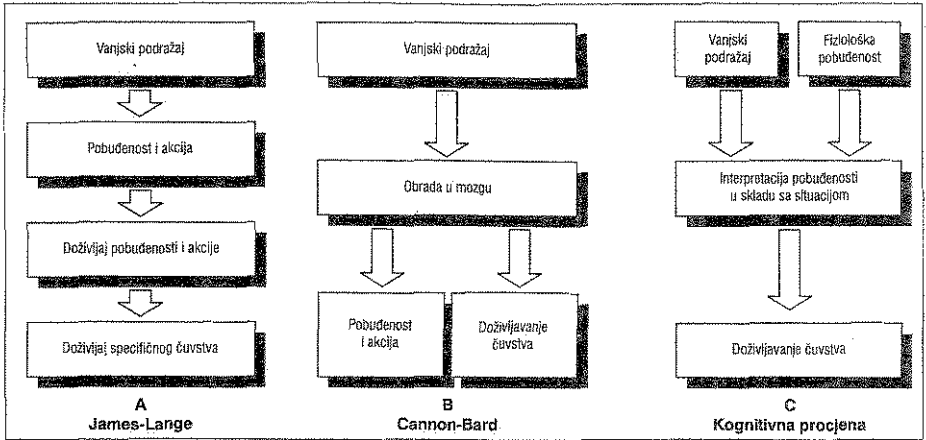 Vanjski podražaj
Pobuđenost i akcija
Doživljaj pobuđenosti i akcije
Doživljaj specifičnog čuvstva
A
James-Lange
Vanjski podražaj
Obrada u mozgu
Pobuđenost
i akcija
Doživljavanje
čuvstva
B
Cannon-Bard
Vanjski
podražaj
Fiziološka
pobuđenost
Interpretacija pobuđenosti
u skladu sa situacijom
Doživljavanje čuvstva
C
Kognitivna procjena